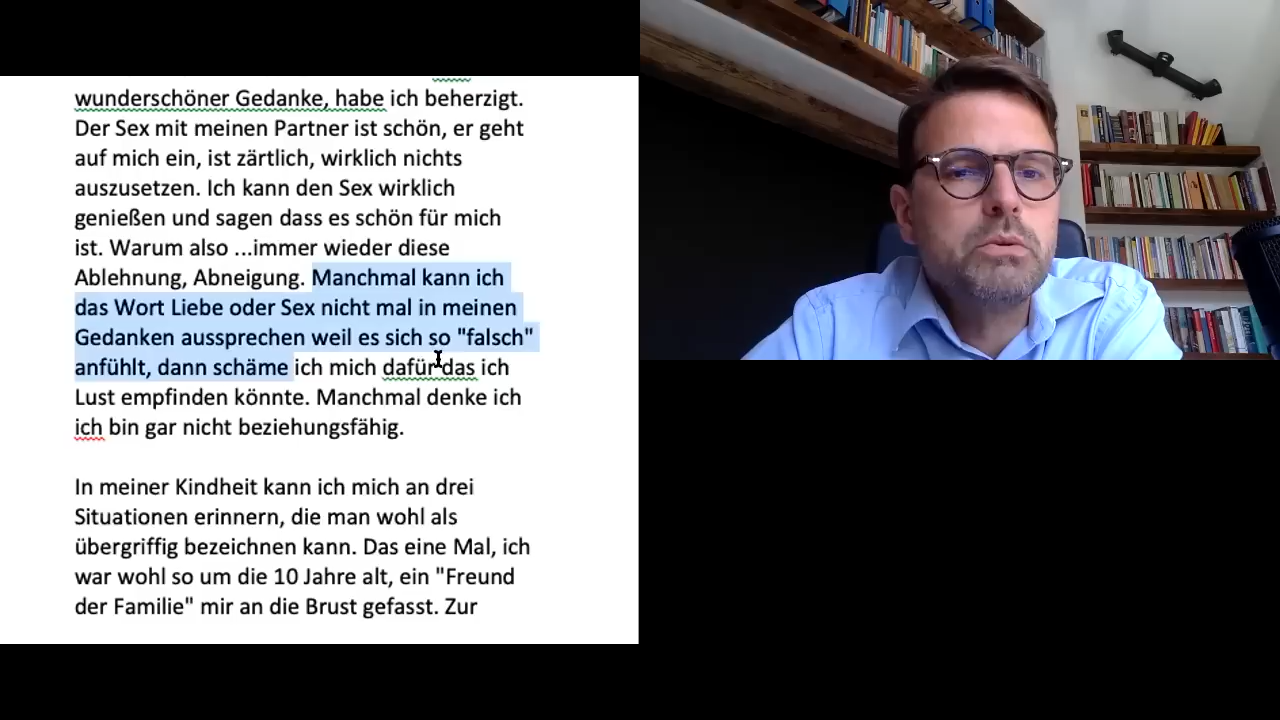 wunderschöner Gedanke, habe ich beherzigt.
Der Sex mit meinen Partner ist schön, er geht
auf mich ein, ist zärtlich, wirklich nichts
auszusetzen. Ich kann den Sex wirklich
genießen und sagen dass es schön für mich
ist. Warum also ...immer wieder diese
Ablehnung, Abneigung. Manchmal kann ich
das Wort Liebe oder Sex nicht mal in meinen
Gedanken aussprechen weil es sich so "falsch"
anfühlt, dann schäme ich mich dafür das ich
Lust empfinden könnte. Manchmal denke ich
ich bin gar nicht beziehungsfähig.
In meiner Kindheit kann ich mich an drei
Situationen erinnern, die man wohl als
übergriffig bezeichnen kann. Das eine Mal, ich
war wohl so um die 10 Jahre alt, ein "Freund
der Familie" mir an die Brust gefasst. Zur